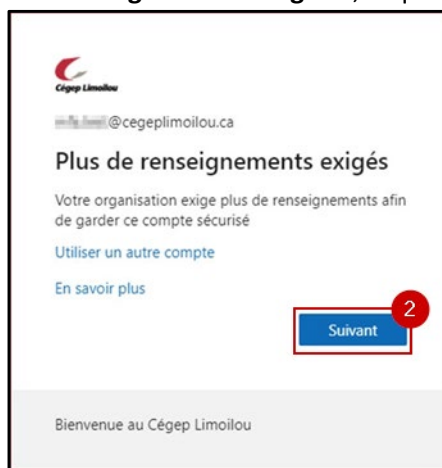 Cégep Limoilou
@cegeplimoilou.ca
Plus de renseignements exigés
Votre organisation exige plus de renseignements afin
de garder ce compte sécurisé
Utiliser un autre compte
En savoir plus
2
Suivant
Bienvenue au Cégep Limoilou